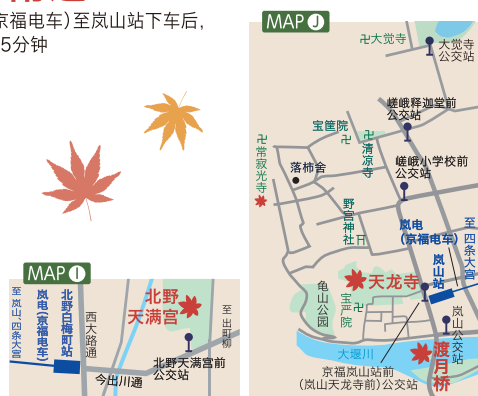 京福电车）至岚山站下车后，
5分钟
MAP J
卍大觉寺
大觉寺
公交站
嵯峨释迦堂前
公交站
宝筐院
卍
卍
清凉寺
卍
常寂光寺
落柿舍
嵯峨小学校前
公交站
野宫神社
岚电
（京福电车）
至 四条大宫
岚山站
天龙寺
龟山公园
宝严院
卍
岚山公交站
大堰川
渡月桥
京福岚山站前
（岚山天龙寺前）公交站
MAP I
至 岚山、四条大宫
岚电（京福电车）
北野白梅町站
西大路通
北野
天满宫
至 出町柳
北野天满宫前
公交站
今出川通